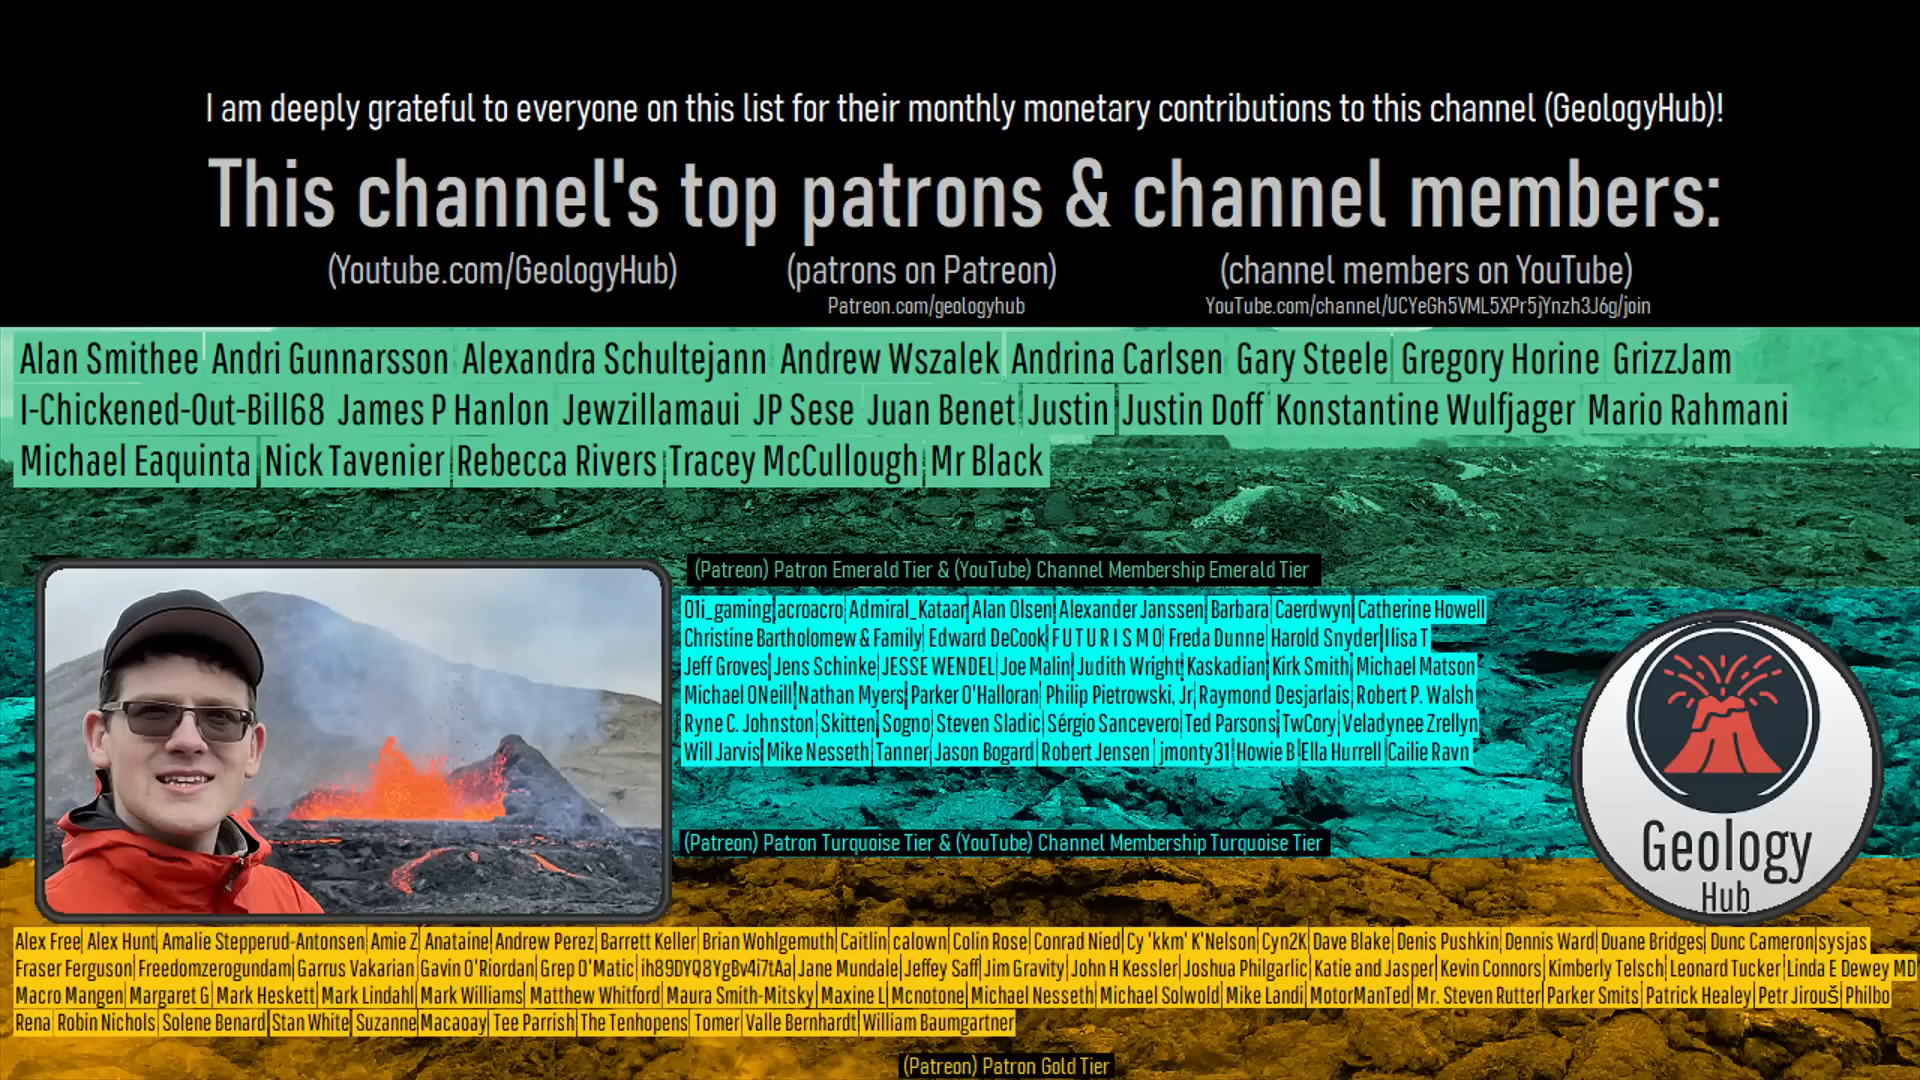 I am deeply grateful to everyone on this list for their monthly monetary contributions to this channel (GeologyHub)!
This channel's top patrons & channel members:
(Youtube.com/GeologyHub) (patrons on Patreon) (channel members on YouTube)
Patreon.com/geologyhub YouTube.com/channel/UCYeGh5VML5XPr5jYnzh3J6g/join
Alan Smithee Andri Gunnarsson Alexandra Schultejann Andrew Wszalek Andrina Carlsen Gary Steele Gregory Horine GrizzJam
I-Chickened-Out-Bill68 James P Hanlon Jewzillamaui JP Sese Juan Benet Justin Justin Doff Konstantine Wulfjager Mario Rahmani
Michael Eaquinta Nick Tavenier Rebecca Rivers Tracey McCullough Mr Black
(Patreon) Patron Emerald Tier & (YouTube) Channel Membership Emerald Tier
01i_gaming acroacro Admiral_Kataar Alan Olsen Alexander Janssen Barbara Caerdwyn Catherine Howell
Christine Bartholomew & Family Edward DeCook F U T U R I S M O Freda Dunne Harold Snyder Ilisa T
Jeff Groves Jens Schinke JESSE WENDEL Joe Malin Judith Wright Kaskadian Kirk Smith Michael Matson
Michael ONeill Nathan Myers Parker O'Halloran Philip Pietrowski, Jr Raymond Desjarlais Robert P. Walsh
Ryne C. Johnston Skitten Sogno Steven Sladic Sérgio Sancevero Ted Parsons TwCory Veladynee Zrellyn
Will Jarvis Mike Nesseth Tanner Jason Bogard Robert Jensen jmonty31 Howie B Ella Hurrell Cailie Ravn
(Patreon) Patron Turquoise Tier & (YouTube) Channel Membership Turquoise Tier
Geology
Hub
Alex Free Alex Hunt Amalie Stepperud-Antonsen Amie Z Anataine Andrew Perez Barrett Keller Brian Wohlgemuth Caitlin calown Colin Rose Conrad Nied Cy 'kkm' K'Nelson Cyn2K Dave Blake Denis Pushkin Dennis Ward Duane Bridges Dunc Cameron sysjas
Fraser Ferguson Freedomzerogundam Garrus Vakarian Gavin O'Riordan Grep O'Matic ih89DYQ8YgBv4i7tAa Jane Mundale Jeffey Saff Jim Gravity John H Kessler Joshua Philgarlic Katie and Jasper Kevin Connors Kimberly Telsch Leonard Tucker Linda E Dewey MD
Macro Mangen Margaret G Mark Heskett Mark Lindahl Mark Williams Matthew Whitford Maura Smith-Mitsky Maxine L Mcnotone Michael Nesseth Michael Solwold Mike Landi MotorManTed Mr. Steven Rutter Parker Smits Patrick Healey Petr Jirouš Philbo
Rena Robin Nichols Solene Benard Stan White Suzanne Macaoay Tee Parrish The Tenhopens Tomer Valle Bernhardt William Baumgartner
(Patreon) Patron Gold Tier